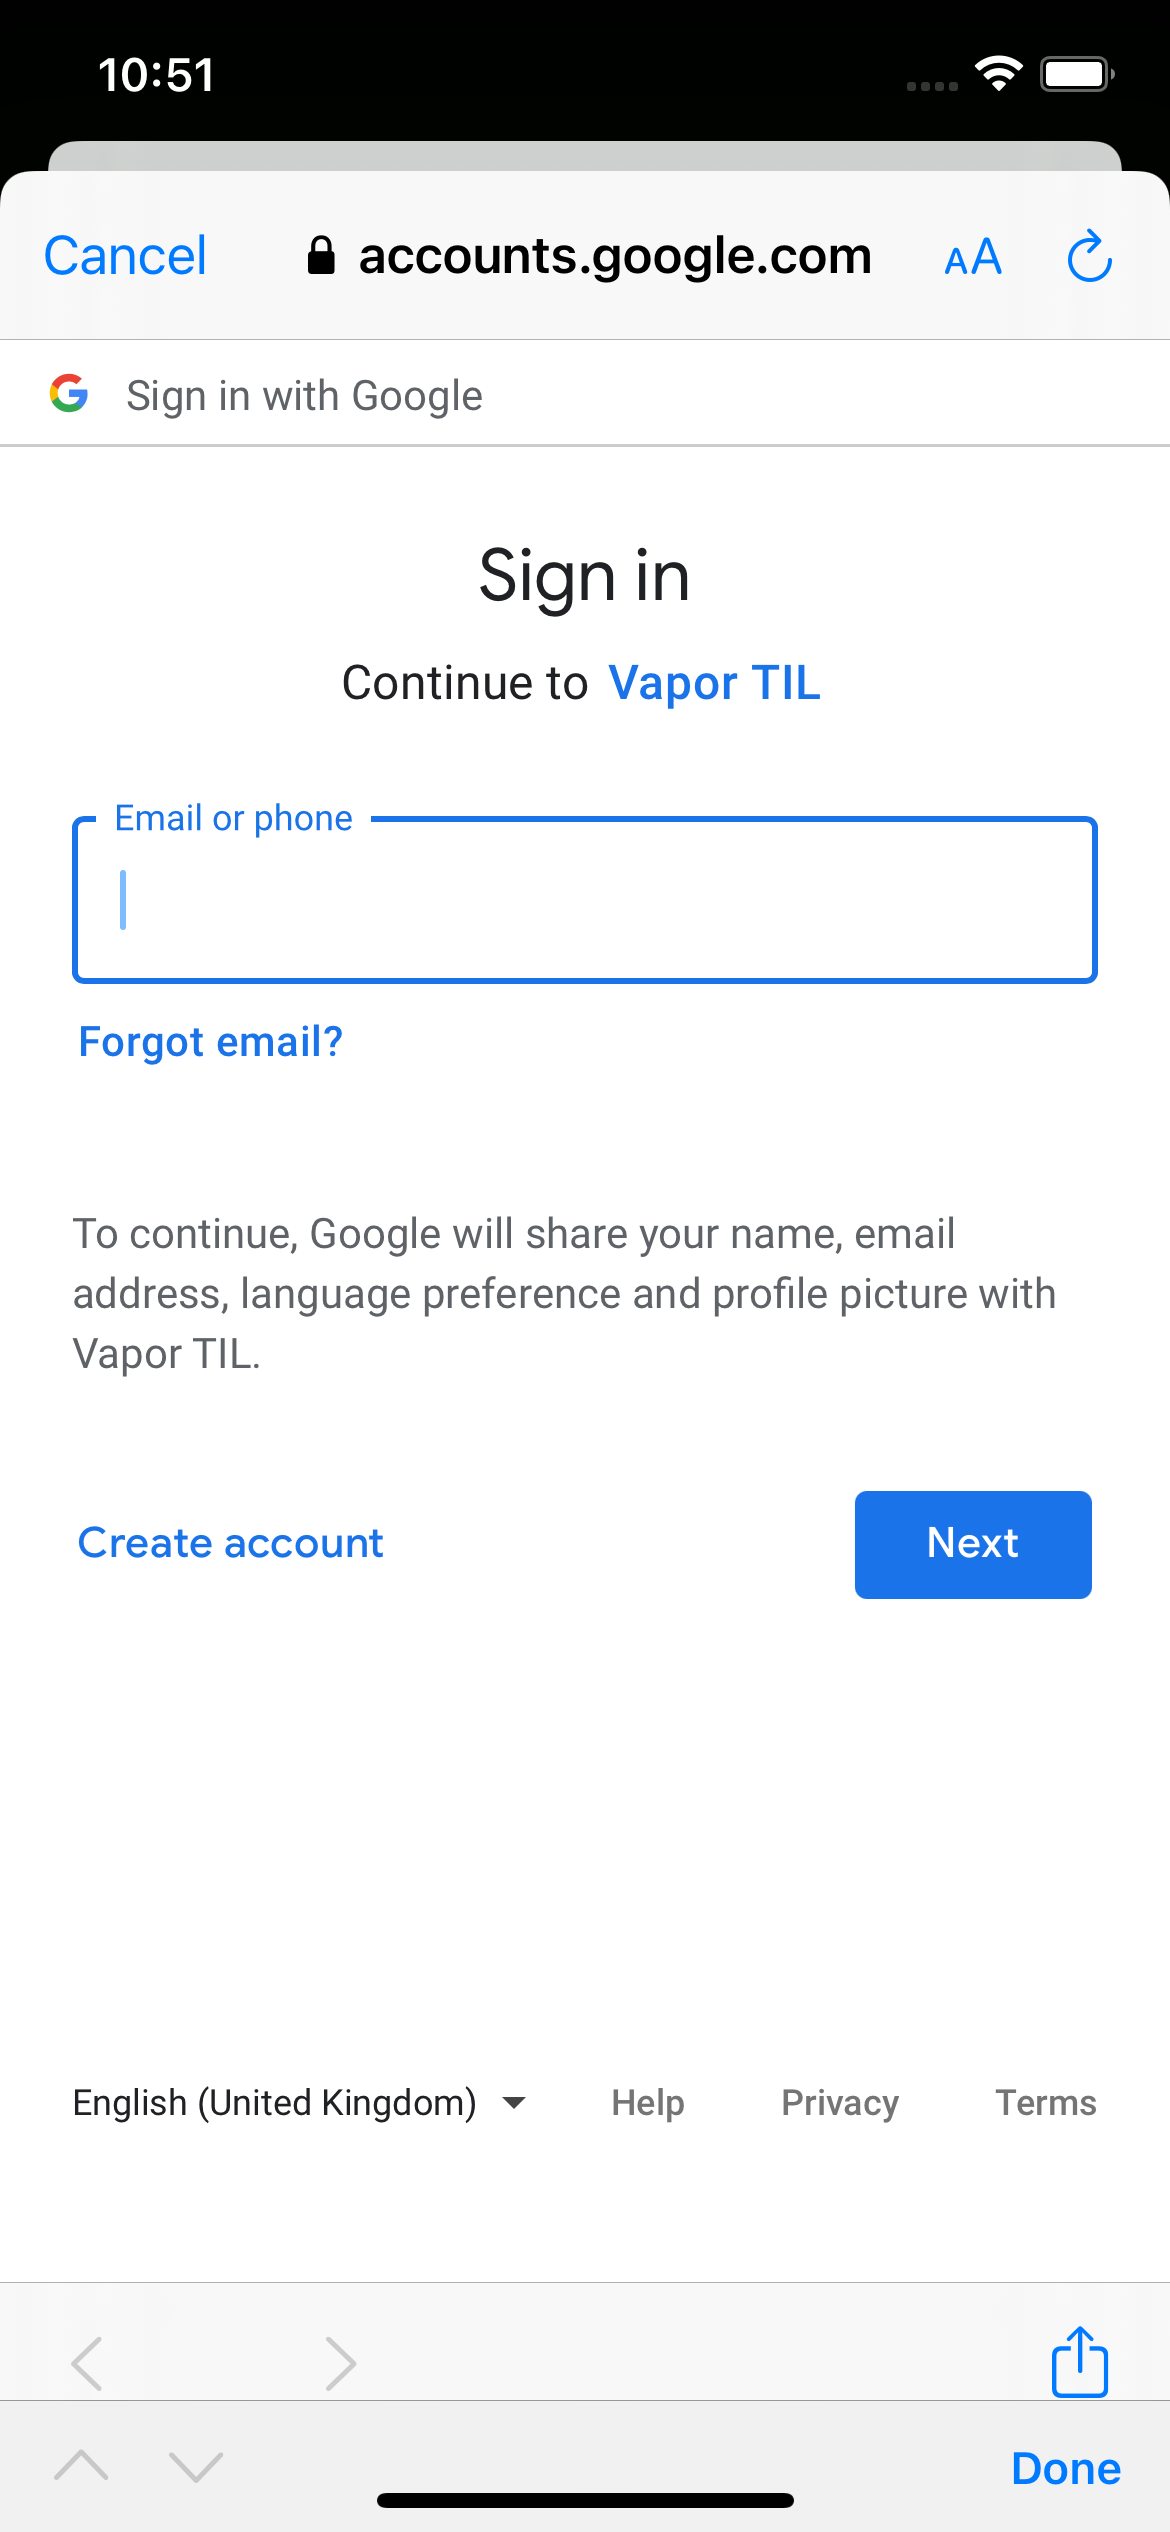 10:51
Cancel accounts.google.com AA
Sign in with Google
Sign in
Continue to Vapor TIL
Email or phone
Forgot email?
To continue, Google will share your name, email
address, language preference and profile picture with
Vapor TIL.
Create account Next
English (United Kingdom) Help Privacy Terms
Done